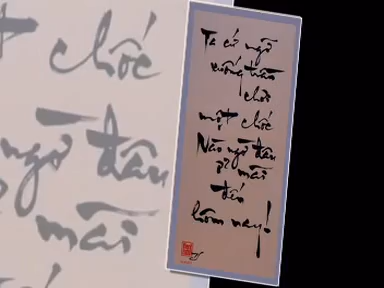 Ta cứ ngỡ
xuống trần
chơi
một chốc
Nào ngờ đâu
ở mãi
đến
hôm nay!
chốc
ngờ đâu
mãi